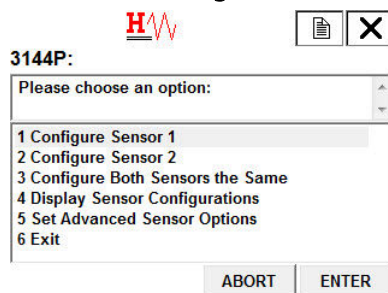 H
3144P:
Please choose an option:
1 Configure Sensor 1
2 Configure Sensor 2
3 Configure Both Sensors the Same
4 Display Sensor Configurations
5 Set Advanced Sensor Options
6 Exit
ABORT ENTER